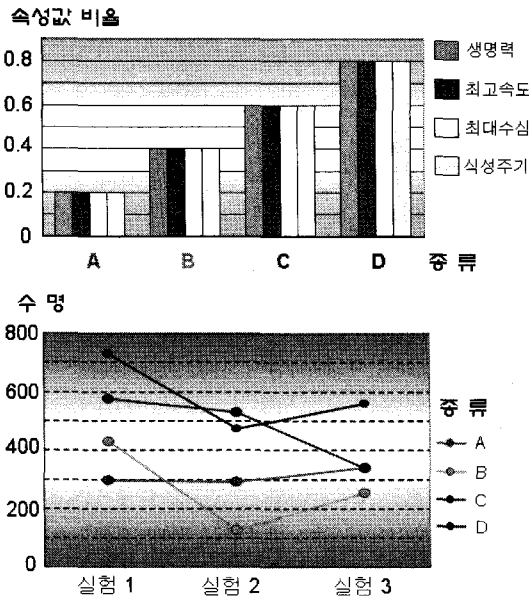 속성값 비율
0.8
0.6
0.4
0.2
0
생명력
최고속도
최대수심
식성주기
A B C D 종 류
수 명
800
600
400
200
0
종 류
A
B
C
D
실험 1 실험 2 실험 3